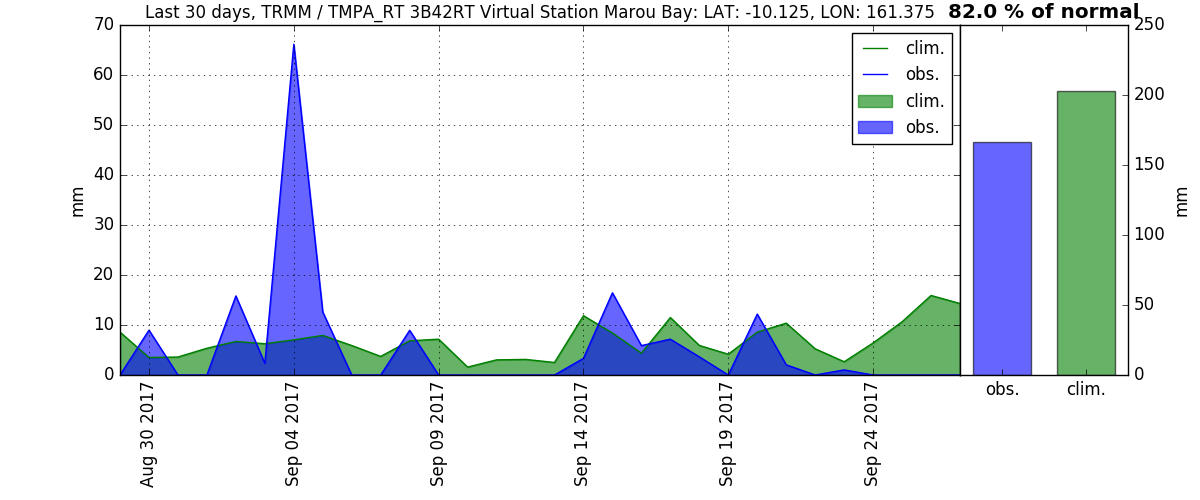 Last 30 days, TRMM / TMPA_RT 3B42RT Virtual Station Marou Bay: LAT: -10.125, LON: 161.375
82.0 % of normal
70
60
50
40
30
20
10
0
mm
clim.
obs.
clim.
obs.
Aug 30 2017
Sep 04 2017
Sep 09 2017
Sep 14 2017
Sep 19 2017
Sep 24 2017
250
200
150
100
50
0
mm
obs.
clim.